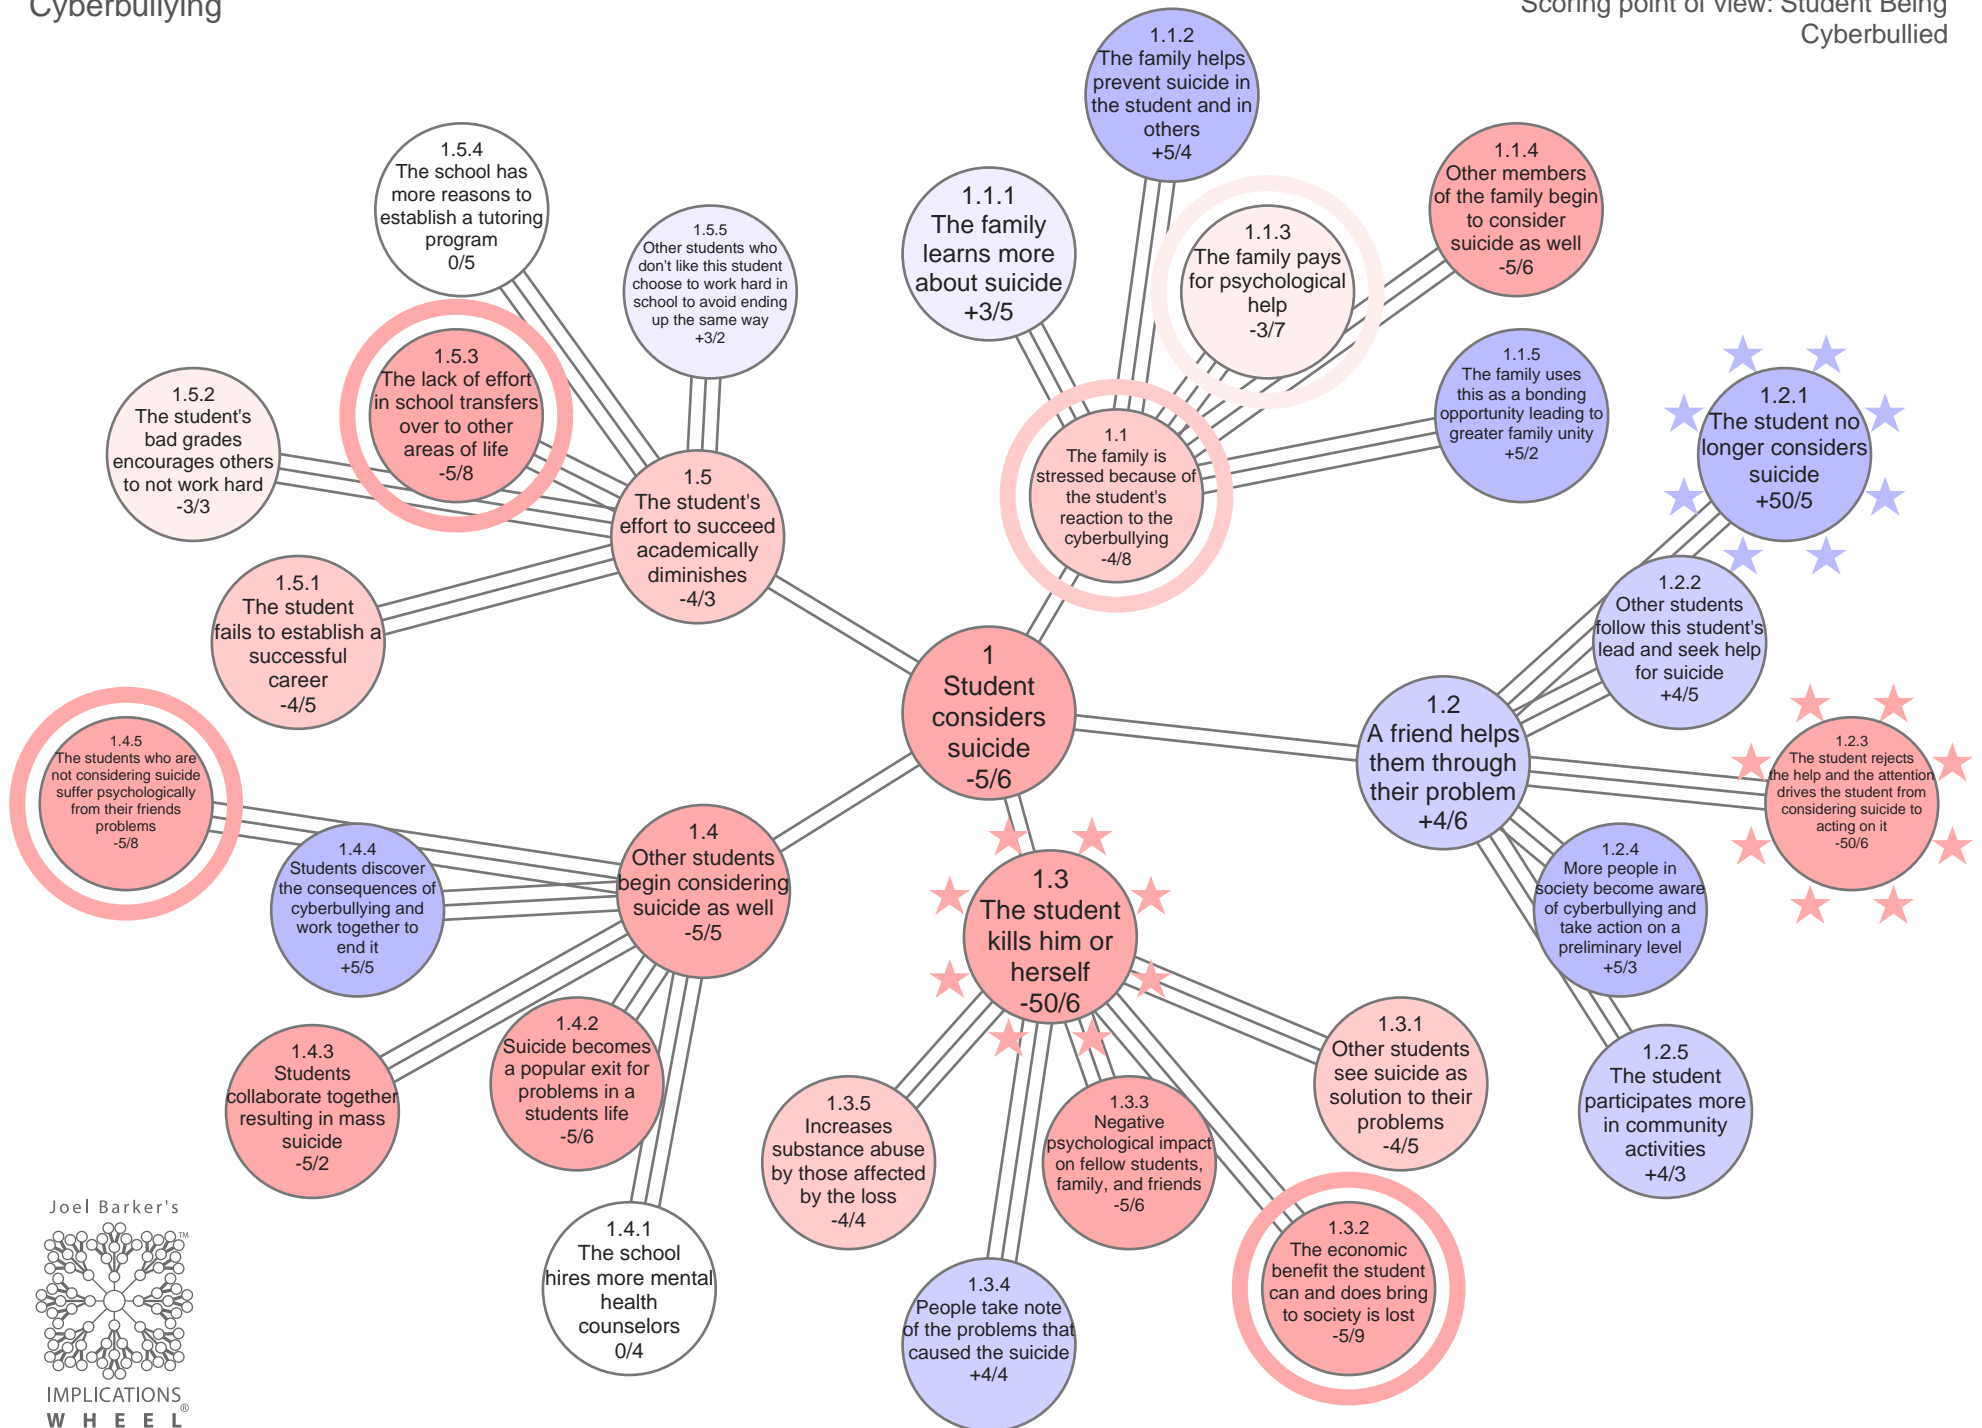 Cyberbullying
Scoring point of view: Student Being
Cyberbullied
1.1.2
The family helps
prevent suicide in
the student and in
others
+5/4
1.5.4
The school has
more reasons to
establish a tutoring
program
0/5
1.1.4
Other members
of the family begin
to consider
suicide as well
-5/6
1.1.1
The family
learns more
about suicide
+3/5
1.5.5
Other students who
don't like this student
choose to work hard in
school to avoid ending
up the same way
+3/2
1.1.3
The family pays
for psychological
help
-3/7
1.5.3
The lack of effort
in school transfers
over to other
areas of life
-5/8
1.1.5
The family uses
this as a bonding
opportunity leading to
greater family unity
+5/2
1.5.2
The student's
bad grades
encourages others
to not work hard
-3/3
1.2.1
The student no
longer considers
suicide
+50/5
1.1
The family is
stressed because of
the student's
reaction to the
cyberbullying
-4/8
1.5
The student's
effort to succeed
academically
diminishes
-4/3
1.5.1
The student
fails to establish a
successful
career
-4/5
1.2.2
Other students
follow this student's
lead and seek help
for suicide
+4/5
1
Student
considers
suicide
-5/6
1.2
A friend helps
them through
their problem
+4/6
1.4.5
The students who are
not considering suicide
suffer psychologically
from their friends
problems
-5/8
1.2.3
The student rejects
the help and the attention
drives the student from
considering suicide to
acting on it
-50/6
1.4
Other students
begin considering
suicide as well
-5/5
1.4.4
Students discover
the consequences of
cyberbullying and
work together to
end it
+5/5
1.2.4
More people in
society become aware
of cyberbullying and
take action on a
preliminary level
+5/3
1.3
The student
kills him or
herself
-50/6
1.4.2
Suicide becomes
a popular exit for
problems in a
students life
-5/6
1.4.3
Students
collaborate together
resulting in mass
suicide
-5/2
1.3.1
Other students
see suicide as
solution to their
problems
-4/5
1.2.5
The student
participates more
in community
activities
+4/3
1.3.5
Increases
substance abuse
by those affected
by the loss
-4/4
1.3.3
Negative
psychological impact
on fellow students,
family, and friends
-5/6
1.4.1
The school
hires more mental
health
counselors
0/4
1.3.2
The economic
benefit the student
can and does bring
to society is lost
-5/9
1.3.4
People take note
of the problems that
caused the suicide
+4/4
Joel Barker's
TM
IMPLICATIONS
WHEEL®